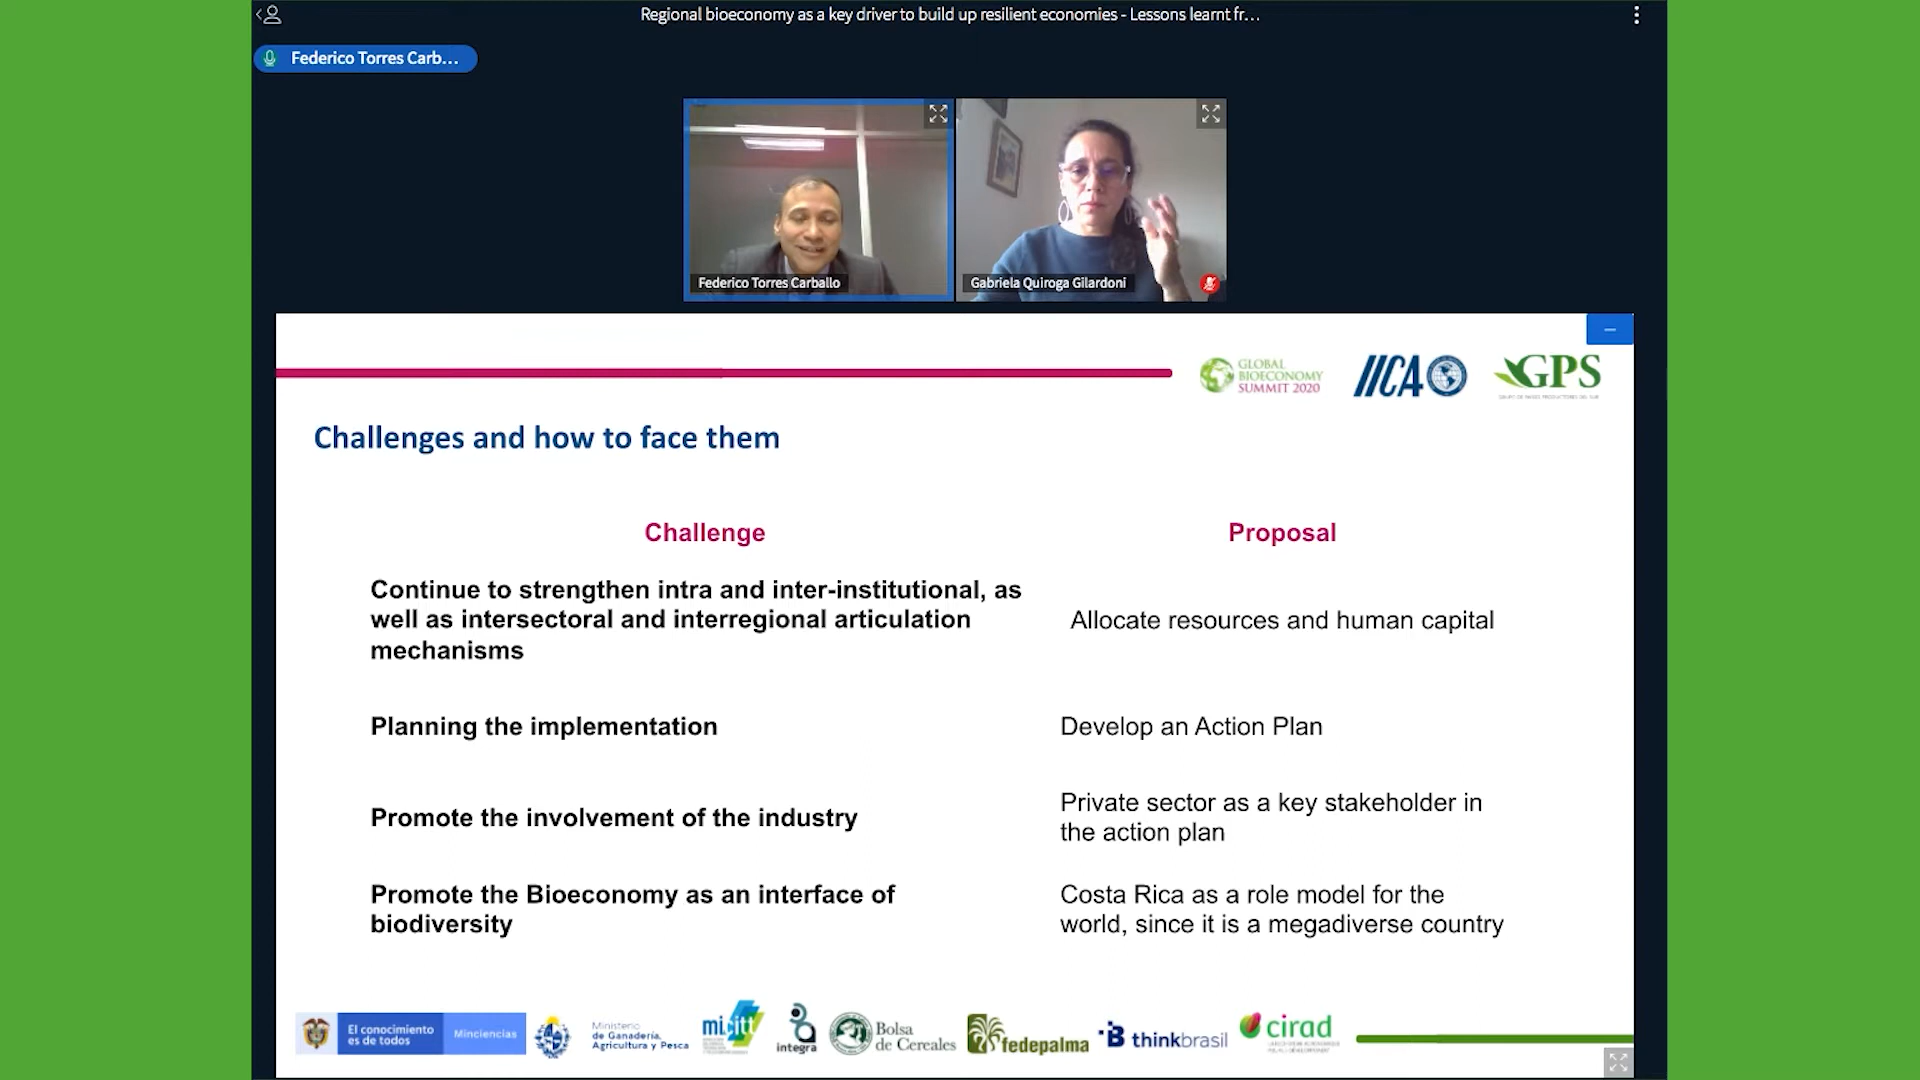 Regional bioeconomy as a key driver to build up resilient economies - Lessons learnt fr...
Federico Torres Carb...
Federico Torres Carballo
Gabriela Quiroga Gilardoni
GLOBAL
BIOECONOMY
SUMMIT 2020
IICA
GPS
Challenges and how to face them
Challenge
Proposal
Continue to strengthen intra and inter-institutional, as
well as intersectoral and interregional articulation
mechanisms
Allocate resources and human capital
Planning the implementation
Develop an Action Plan
Promote the involvement of the industry
Private sector as a key stakeholder in
the action plan
Promote the Bioeconomy as an interface of
biodiversity
Costa Rica as a role model for the
world, since it is a megadiverse country
El conocimiento
es de todos
Minciencias
Ministerio
de Ganadería,
Agricultura y Pesca
micitt
integra
Bolsa
de Cereales
fedepalma
B thinkbrasil
cirad